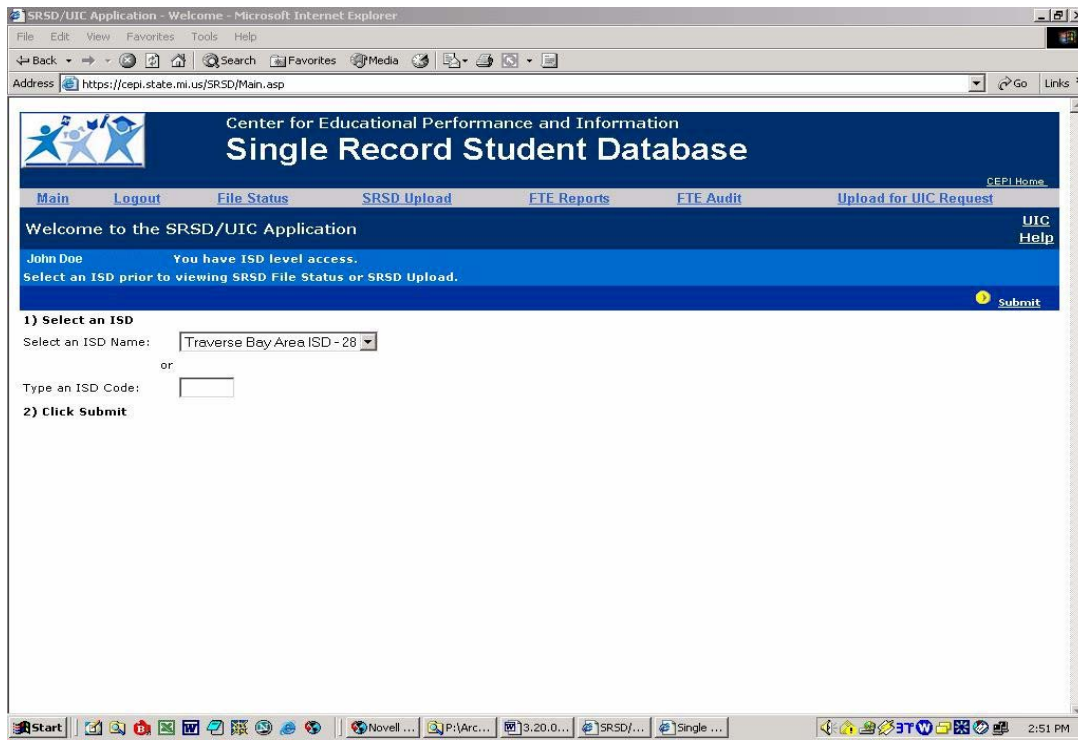 SRSD/UIC Application - Welcome - Microsoft Internet Explorer
File Edit View Favorites Tools Help
Back Search Favorites Media
Address https://cepi.state.mi.us/SRSD/Main.asp Go Links
Center for Educational Performance and Information
Single Record Student Database
CEPI Home
Main Logout File Status SRSD Upload FTE Reports FTE Audit Upload for UIC Request
Welcome to the SRSD/UIC Application UIC
Help
John Doe You have ISD level access.
Select an ISD prior to viewing SRSD File Status or SRSD Upload.
Submit
1) Select an ISD
Select an ISD Name: Traverse Bay Area ISD - 28
or
Type an ISD Code:
2) Click Submit
Start Novell ... P:\Arc... 3.20.0... SRSD/... Single ... 2:51 PM